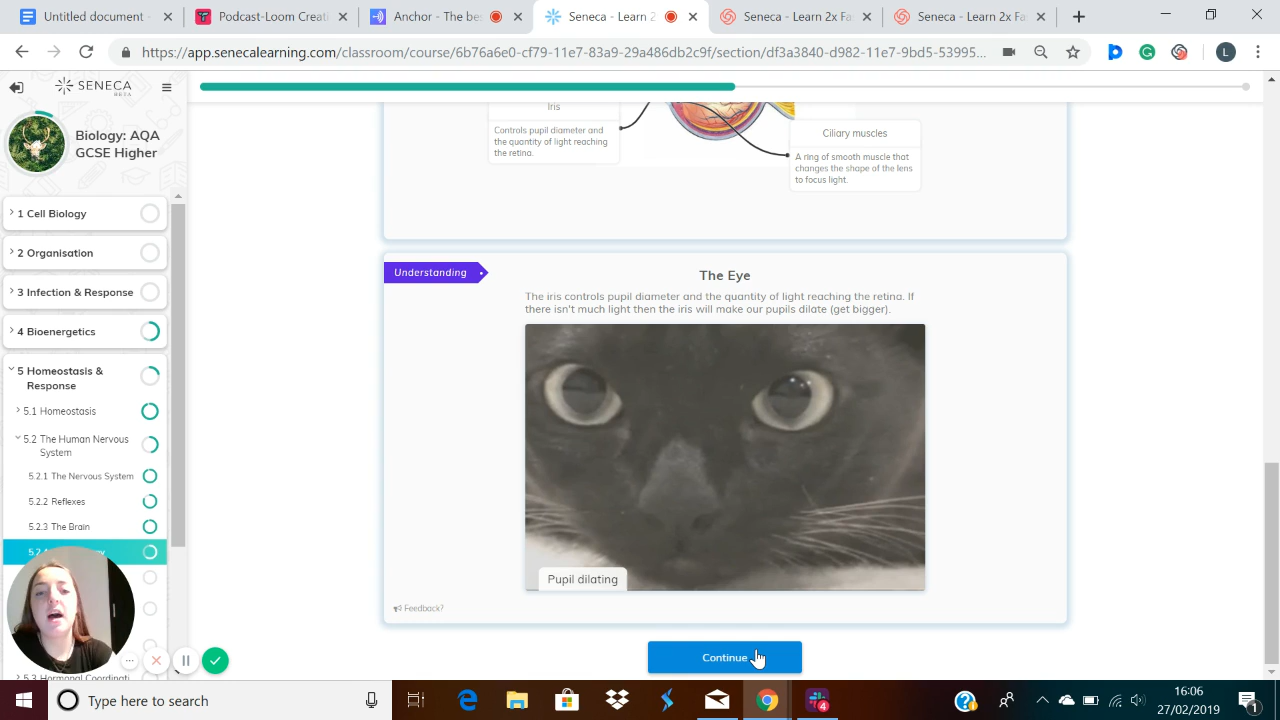 Untitled document
Podcast-Loom Creati
Anchor - The be
Seneca - Learn 2
Seneca - Learn 2x Fa
Seneca - Learn 2x Fa
https://app.senecalearning.com/classroom/course/6b76a6e0-cf79-11e7-83a9-29a486db2c9f/section/df3a3840-d982-11e7-9bd5-53995...
L
SENECA
BETA
Biology: AQA
GCSE Higher
1 Cell Biology
2 Organisation
3 Infection & Response
4 Bioenergetics
5 Homeostasis &
Response
5.1 Homeostasis
5.2 The Human Nervous
System
5.2.1 The Nervous System
5.2.2 Reflexes
5.2.3 The Brain
Iris
Controls pupil diameter and
the quantity of light reaching
the retina.
Ciliary muscles
A ring of smooth muscle that
changes the shape of the lens
to focus light.
Understanding
The Eye
The iris controls pupil diameter and the quantity of light reaching the retina. If
there isn't much light then the iris will make our pupils dilate (get bigger).
Pupil dilating
Feedback?
Continue
Type here to search
4
16:06
27/02/2019
1